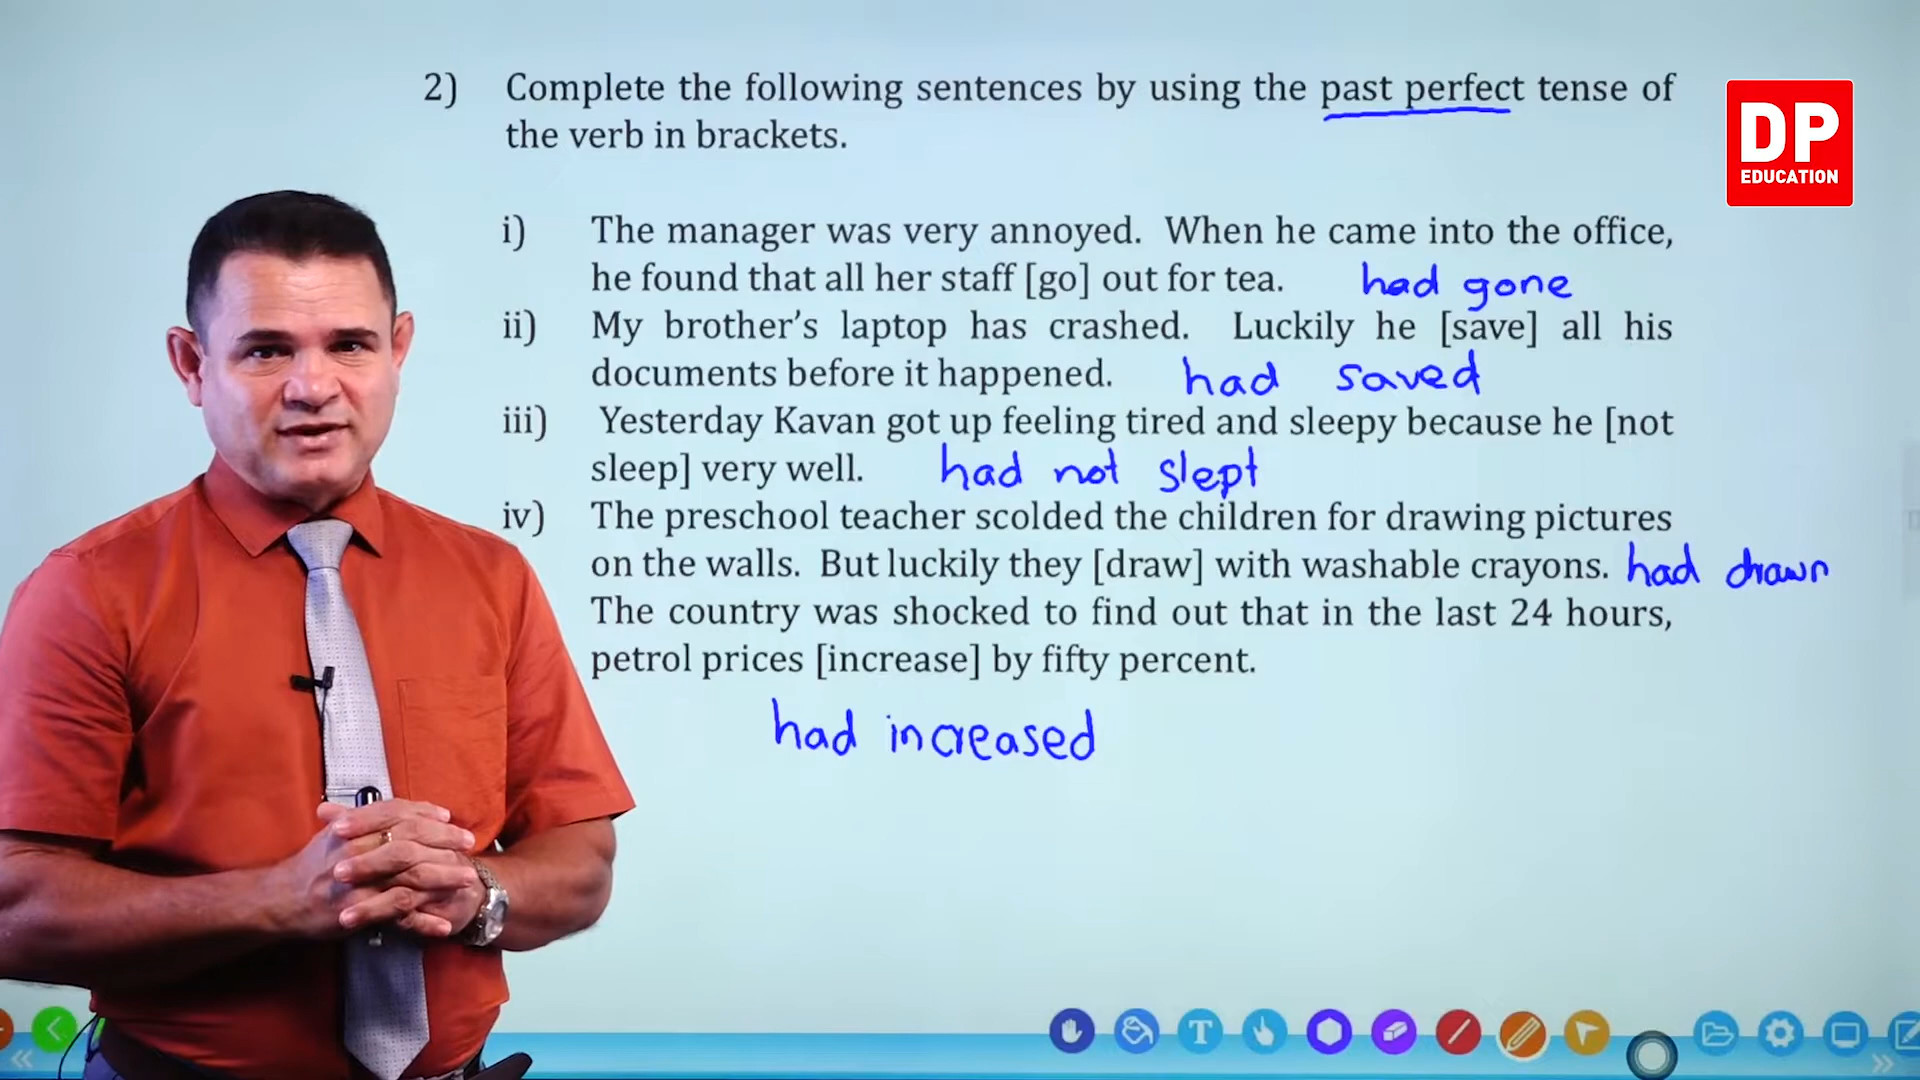 2) Complete the following sentences by using the past perfect tense of
the verb in brackets.
DP
EDUCATION
i) The manager was very annoyed. When he came into the office,
he found that all her staff [go] out for tea. had gone
ii) My brother's laptop has crashed. Luckily he [save] all his
documents before it happened. had saved
iii) Yesterday Kavan got up feeling tired and sleepy because he [not
sleep] very well. had not slept
iv) The preschool teacher scolded the children for drawing pictures
on the walls. But luckily they [draw] with washable crayons. had drawn
The country was shocked to find out that in the last 24 hours,
petrol prices [increase] by fifty percent.
had increased